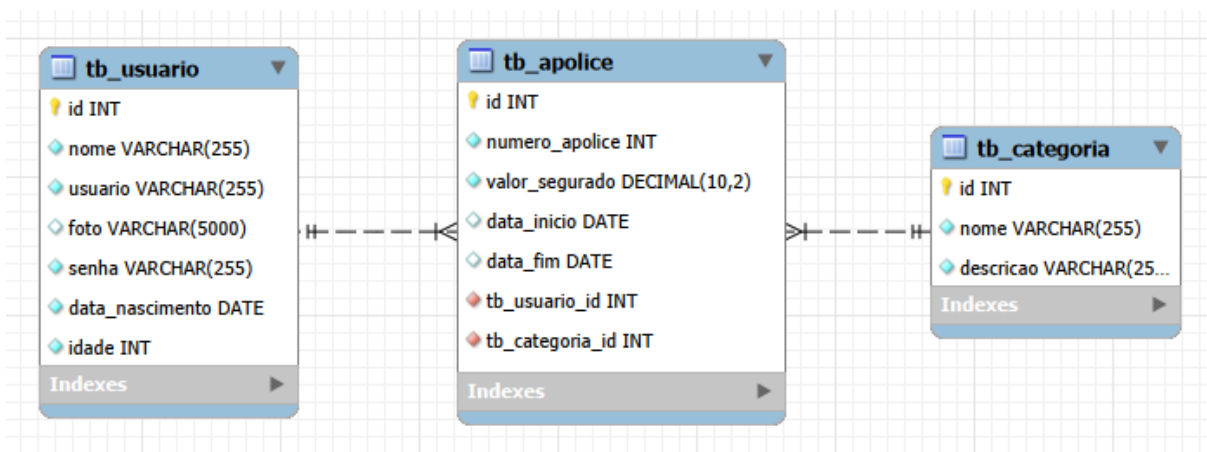 tb_usuario
id INT
nome VARCHAR(255)
usuario VARCHAR(255)
foto VARCHAR(5000)
senha VARCHAR(255)
data_nascimento DATE
idade INT
Indexes
tb_apolice
id INT
numero_apolice INT
valor_segurado DECIMAL(10,2)
data_inicio DATE
data_fim DATE
tb_usuario_id INT
tb_categoria_id INT
Indexes
tb_categoria
id INT
nome VARCHAR(255)
descricao VARCHAR(25...
Indexes